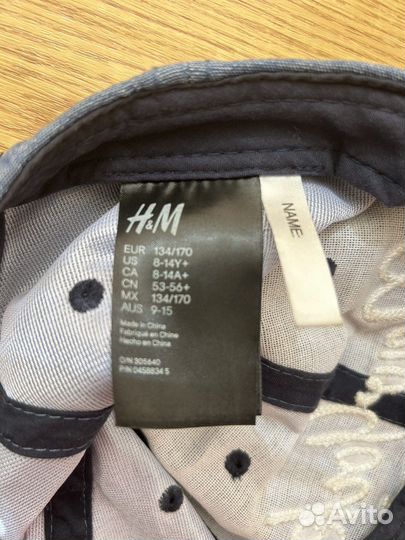 H&M
EUR 134/170
US 8-14Y+
CA 8-14A+
CN 53-56+
MX 134/170
AUS 9-15
Made in China
Fabriqué en Chine
Hecho en China
O/N 305640
P/N 0458834 5
NAME:
Avito